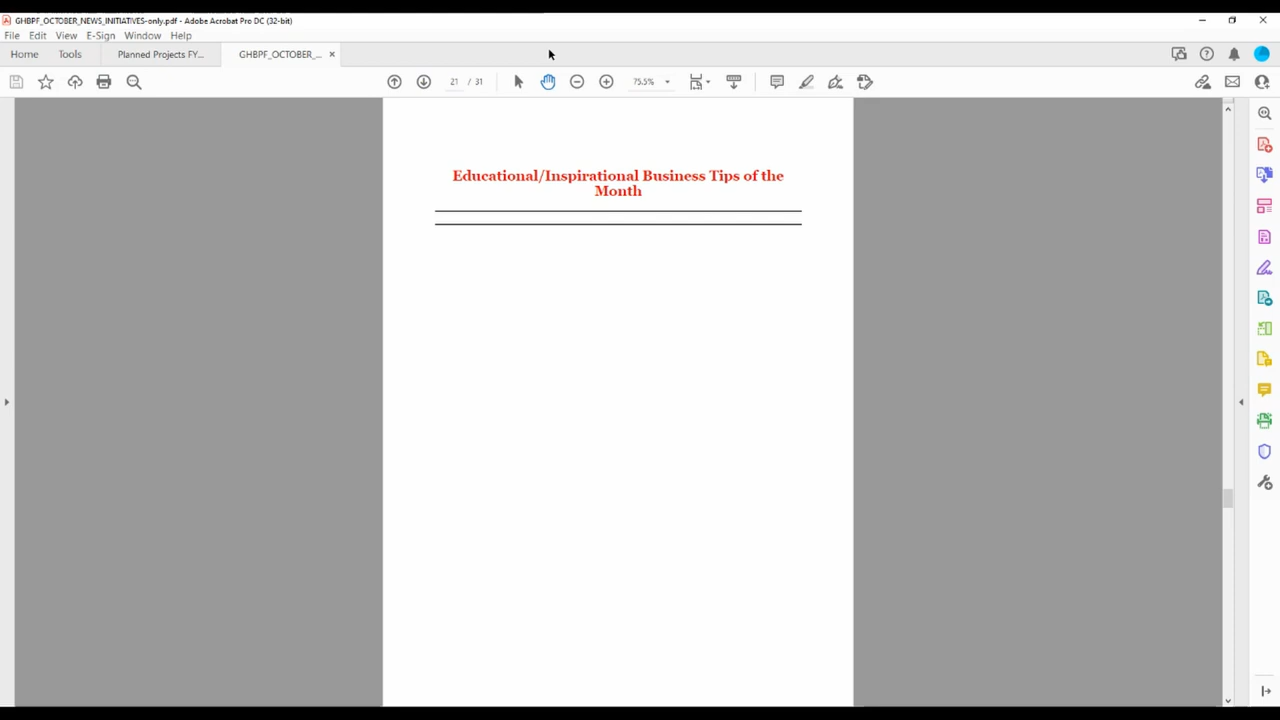 GHBPF_OCTOBER_NEWS_INITIATIVES-only.pdf - Adobe Acrobat Pro DC (32-bit)
File Edit View E-Sign Window Help
Home Tools Planned Projects FY... GHBPF_OCTOBER_... ×
21 / 31 75.5%
Educational/Inspirational Business Tips of the
Month